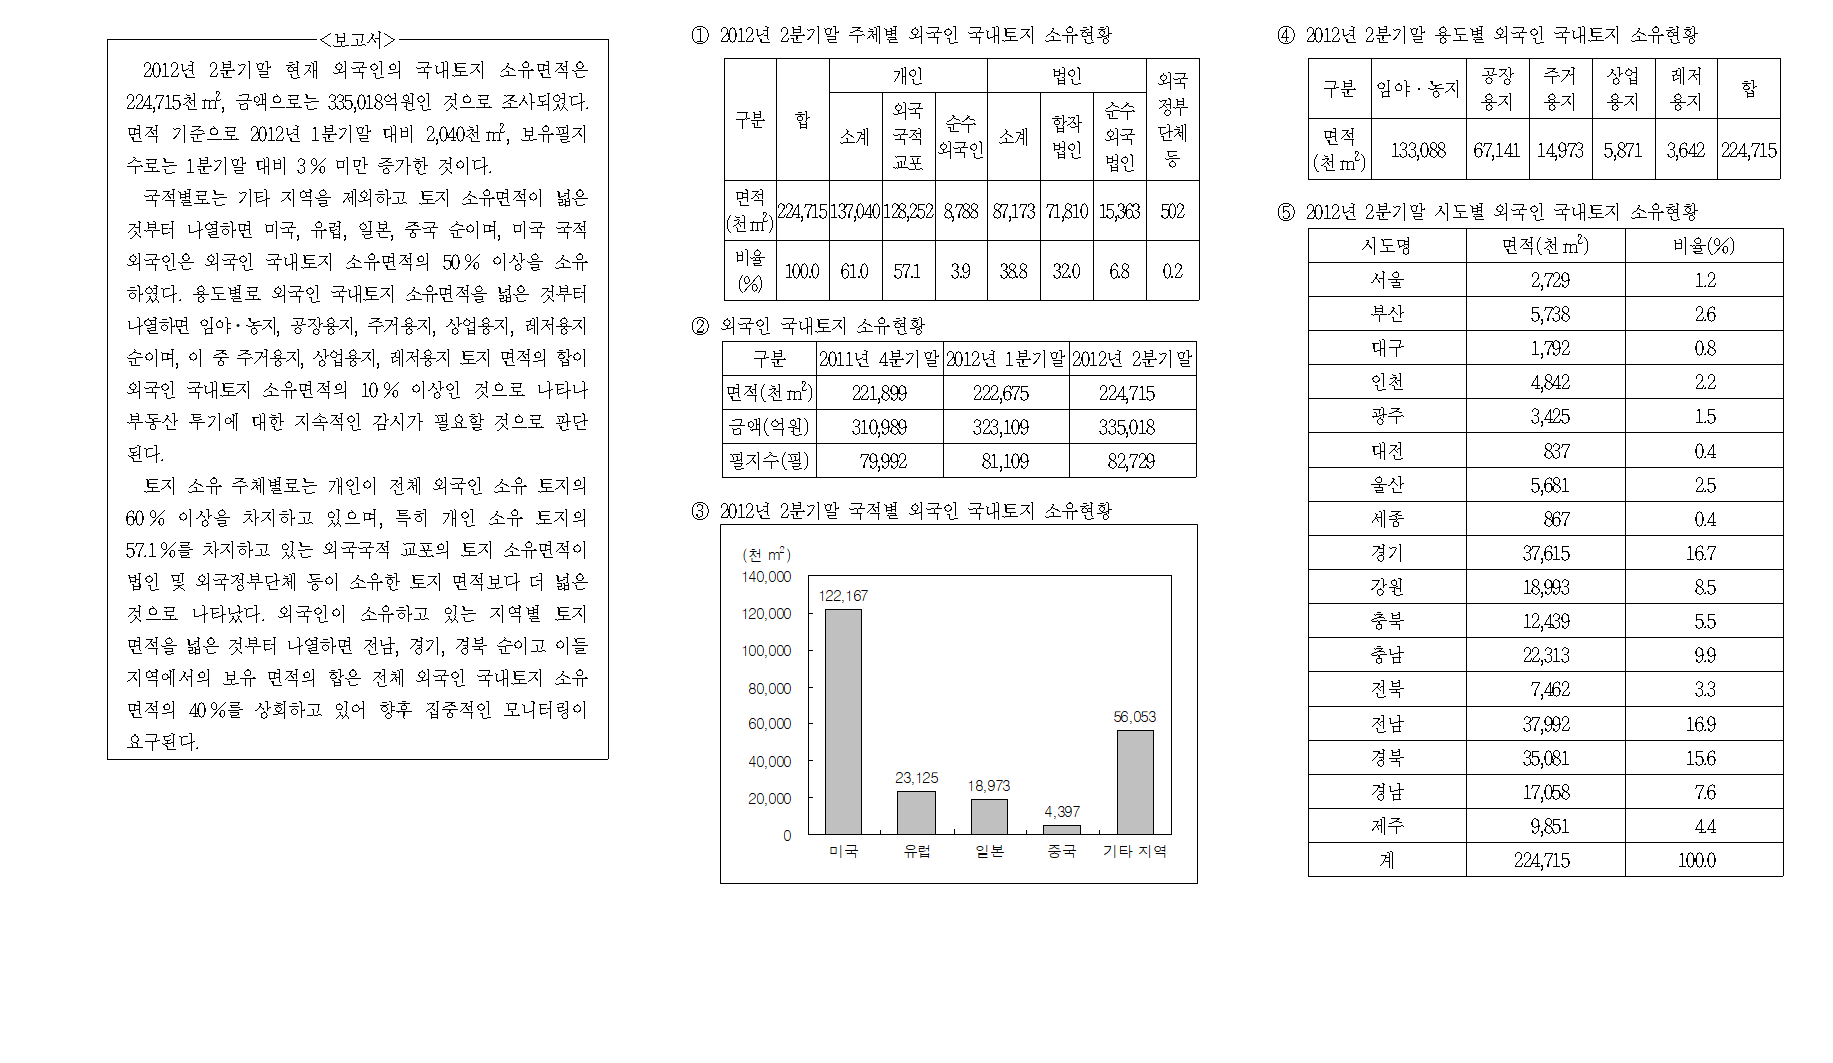 <보고서>
2012년 2분기말 현재 외국인의 국내토지 소유면적은
224,715천㎡, 금액으로는 335,018억원인 것으로 조사되었다.
면적 기준으로 2012년 1분기말 대비 2,040천㎡, 보유필지
수로는 1분기말 대비 3% 미만 증가한 것이다.
국적별로는 기타 지역을 제외하고 토지 소유면적이 넓은
것부터 나열하면 미국, 유럽, 일본, 중국 순이며, 미국 국적
외국인은 외국인 국내토지 소유면적의 50% 이상을 소유
하였다. 용도별로 외국인 국내토지 소유면적을 넓은 것부터
나열하면 임야·농지, 공장용지, 주거용지, 상업용지, 레저용지
순이며, 이 중 주거용지, 상업용지, 레저용지 토지 면적의 합이
외국인 국내토지 소유면적의 10% 이상인 것으로 나타나
부동산 투기에 대한 지속적인 감시가 필요할 것으로 판단
된다.
토지 소유 주체별로는 개인이 전체 외국인 소유 토지의
60% 이상을 차지하고 있으며, 특히 개인 소유 토지의
57.1%를 차지하고 있는 외국국적 교포의 토지 소유면적이
법인 및 외국정부단체 등이 소유한 토지 면적보다 더 넓은
것으로 나타났다. 외국인이 소유하고 있는 지역별 토지
면적을 넓은 것부터 나열하면 전남, 경기, 경북 순이고 이들
지역에서의 보유 면적의 합은 전체 외국인 국내토지 소유
면적의 40%를 상회하고 있어 향후 집중적인 모니터링이
요구된다.
① 2012년 2분기말 주체별 외국인 국내토지 소유현황
구분 합 개인 법인 외국정부단체 등
소계 외국국적교포 순수외국인 소계 합작법인 순수외국법인
면적(천㎡) 224,715 137,040 128,252 8,788 87,173 71,810 15,363 502
비율(%) 100.0 61.0 57.1 3.9 38.8 32.0 6.8 0.2
② 외국인 국내토지 소유현황
구분 2011년 4분기말 2012년 1분기말 2012년 2분기말
면적(천㎡) 221,899 222,675 224,715
금액(억원) 310,989 323,109 335,018
필지수(필) 79,992 81,109 82,729
③ 2012년 2분기말 국적별 외국인 국내토지 소유현황
(천 ㎡)
140,000
120,000
100,000
80,000
60,000
40,000
20,000
0
122,167
23,125
18,973
4,397
56,053
미국 유럽 일본 중국 기타 지역
④ 2012년 2분기말 용도별 외국인 국내토지 소유현황
구분 임야·농지 공장용지 주거용지 상업용지 레저용지 합
면적(천㎡) 133,088 67,141 14,973 5,871 3,642 224,715
⑤ 2012년 2분기말 시도별 외국인 국내토지 소유현황
시도명 면적(천㎡) 비율(%)
서울 2,729 1.2
부산 5,738 2.6
대구 1,792 0.8
인천 4,842 2.2
광주 3,425 1.5
대전 837 0.4
울산 5,681 2.5
세종 867 0.4
경기 37,615 16.7
강원 18,993 8.5
충북 12,439 5.5
충남 22,313 9.9
전북 7,462 3.3
전남 37,992 16.9
경북 35,081 15.6
경남 17,058 7.6
제주 9,851 4.4
계 224,715 100.0